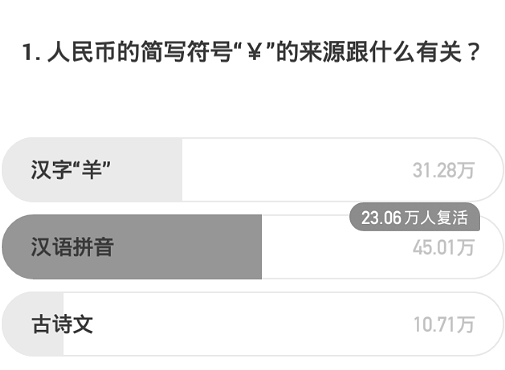 1. 人民币的简写符号“￥”的来源跟什么有关？
汉字“羊” 31.28万
23.06万人复活
汉语拼音 45.01万
古诗文 10.71万